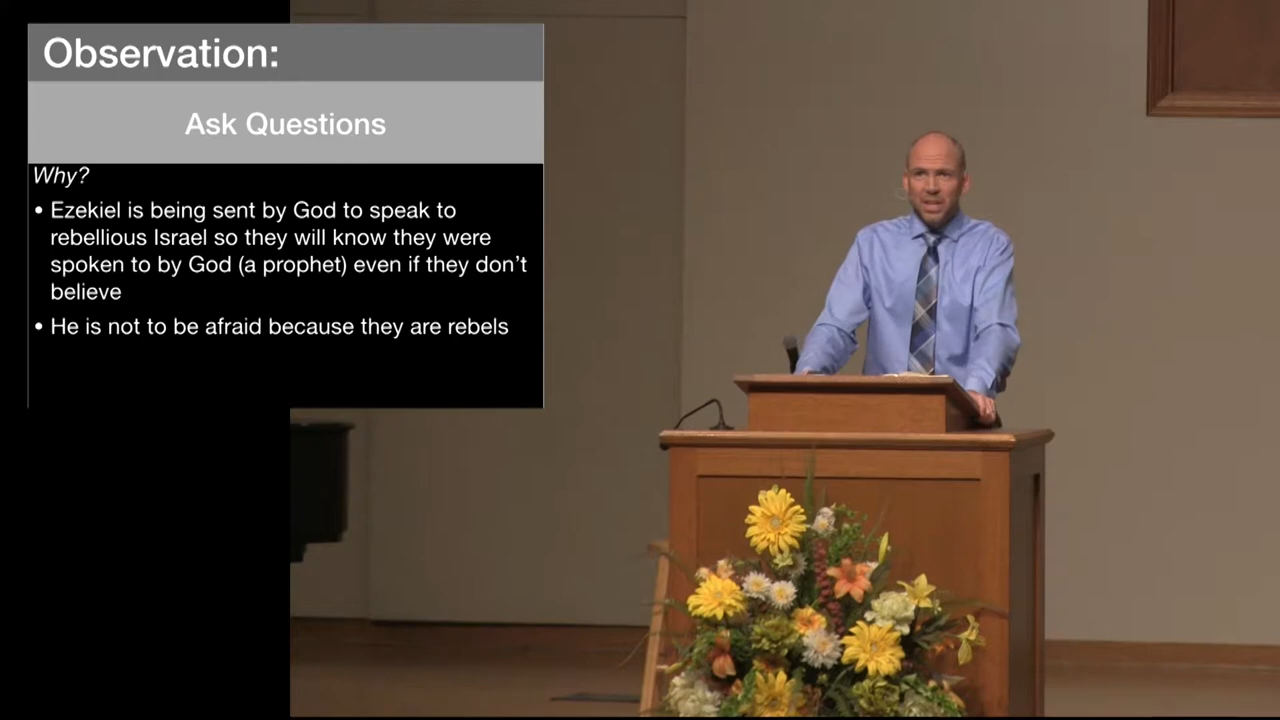 Observation:
Ask Questions
Why?
• Ezekiel is being sent by God to speak to
rebellious Israel so they will know they were
spoken to by God (a prophet) even if they don’t
believe
• He is not to be afraid because they are rebels